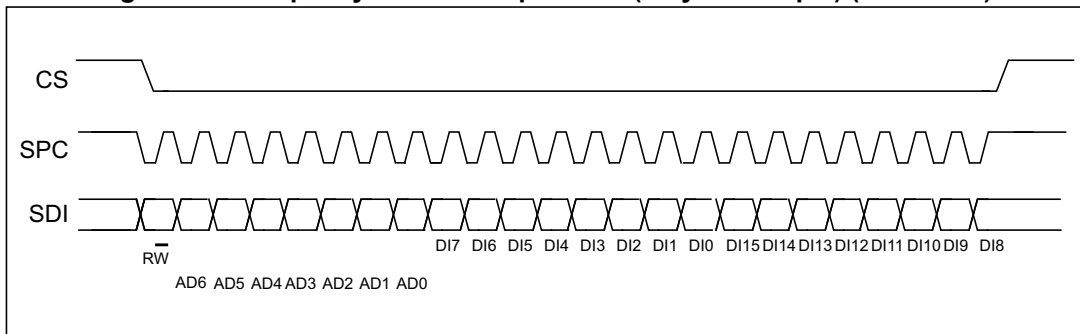 CS
SPC
SDI
RW
DI7 DI6 DI5 DI4 DI3 DI2 DI1 DI0 DI15 DI14 DI13 DI12 DI11 DI10 DI9 DI8
AD6 AD5 AD4 AD3 AD2 AD1 AD0